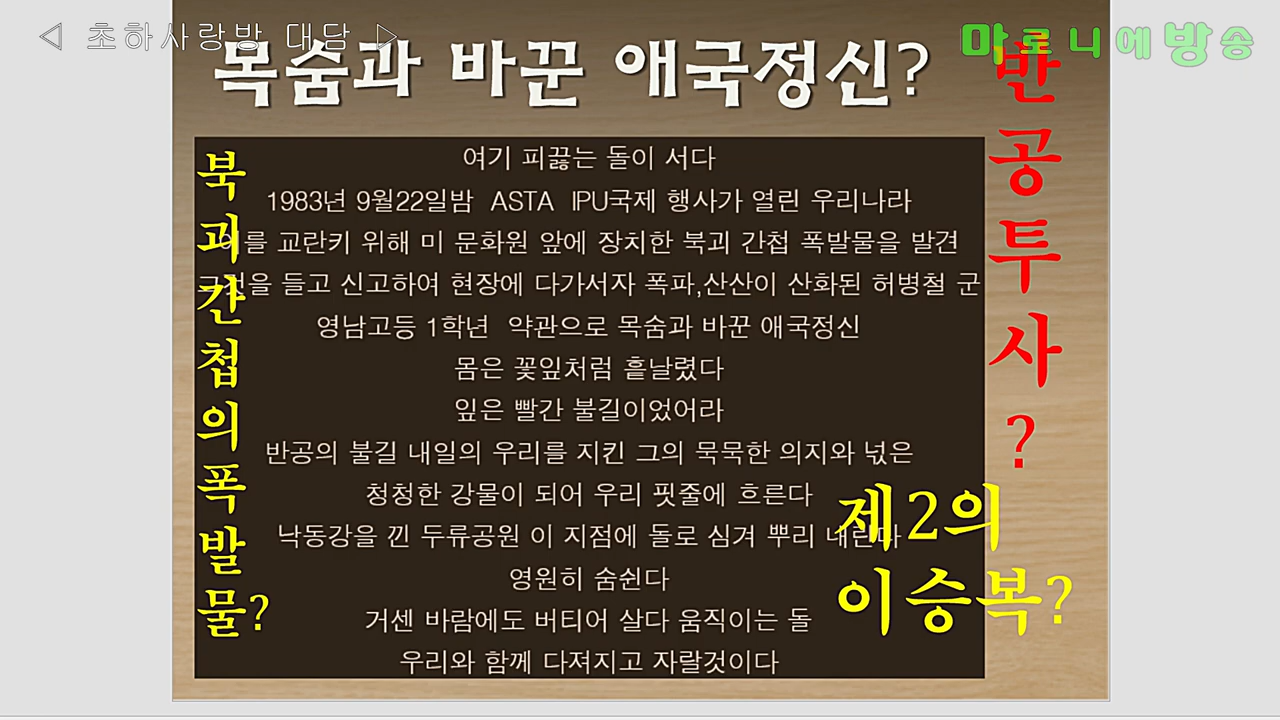 ◁ 초하사랑방 대담 ▷
마로니에방송
목숨과 바꾼 애국정신?
반공투사?
북괴간첩의폭발물?
여기 피끓는 돌이 서다
1983년 9월22일밤 ASTA IPU국제 행사가 열린 우리나라
를 교란키 위해 미 문화원 앞에 장치한 북괴 간첩 폭발물을 발견
들고 신고하여 현장에 다가서자 폭파,산산이 산화된 허병철 군
영남고등 1학년 약관으로 목숨과 바꾼 애국정신
몸은 꽃잎처럼 흩날렸다
잎은 빨간 불길이었어라
반공의 불길 내일의 우리를 지킨 그의 묵묵한 의지와 넋은
청청한 강물이 되어 우리 핏줄에 흐른다
낙동강을 낀 두류공원 이 지점에 돌로 심겨 뿌리
영원히 숨쉰다
거센 바람에도 버티어 살다 움직이는 돌
우리와 함께 다져지고 자랄것이다
제2의
이승복?